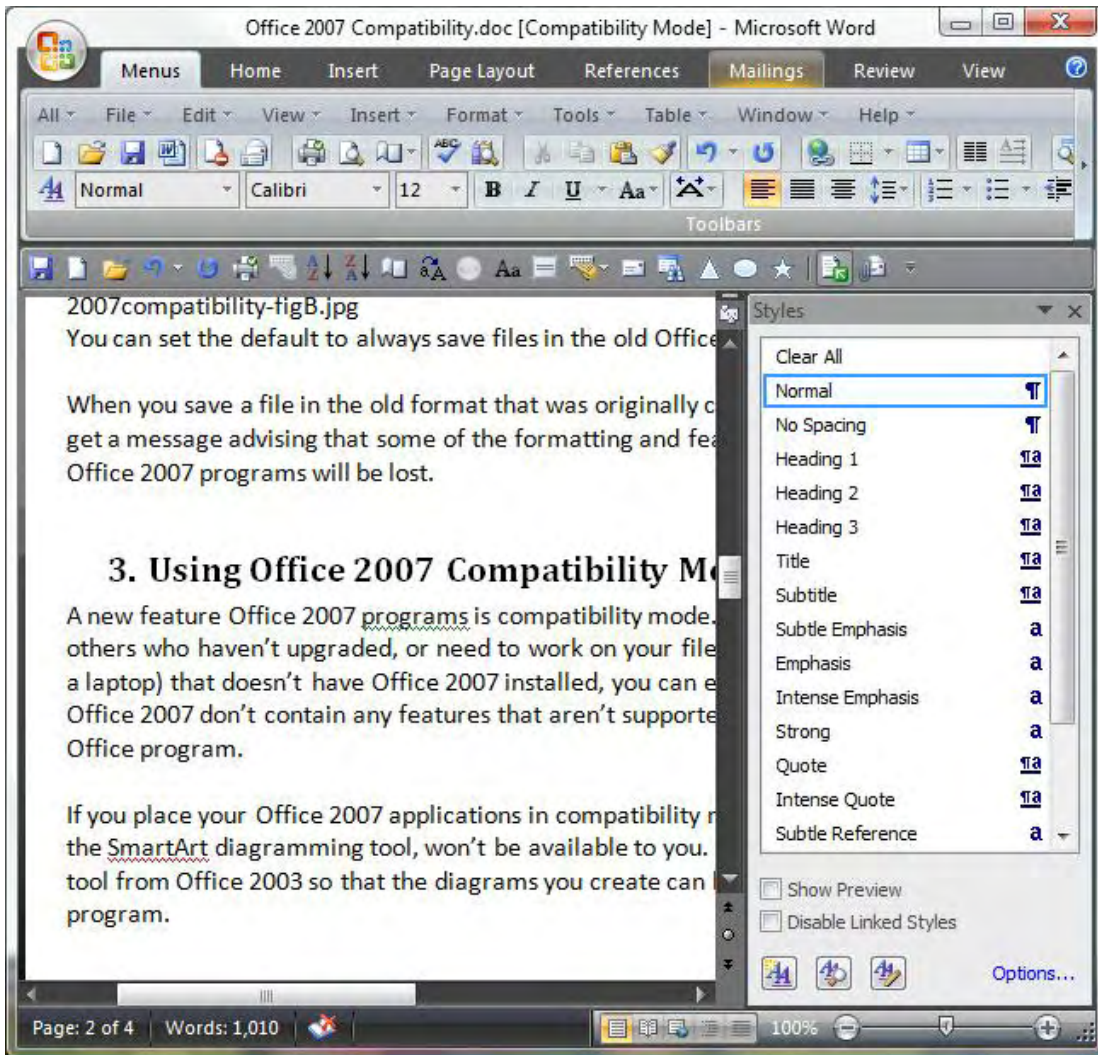 Office 2007 Compatibility.doc [Compatibility Mode] - Microsoft Word
Menus Home Insert Page Layout References Mailings Review View
All File Edit View Insert Format Tools Table Window Help
Normal Calibri 12 B I U Aa
Toolbars
Aa
2007compatibility-figB.jpg
You can set the default to always save files in the old Office
When you save a file in the old format that was originally c
get a message advising that some of the formatting and fea
Office 2007 programs will be lost.
3. Using Office 2007 Compatibility Mo
A new feature Office 2007 programs is compatibility mode.
others who haven’t upgraded, or need to work on your file
a laptop) that doesn’t have Office 2007 installed, you can e
Office 2007 don’t contain any features that aren’t supporte
Office program.
If you place your Office 2007 applications in compatibility
the SmartArt diagramming tool, won’t be available to you.
tool from Office 2003 so that the diagrams you create can
program.
Styles
Clear All
Normal ¶
No Spacing ¶
Heading 1 ¶a
Heading 2 ¶a
Heading 3 ¶a
Title ¶a
Subtitle ¶a
Subtle Emphasis a
Emphasis a
Intense Emphasis a
Strong a
Quote ¶a
Intense Quote ¶a
Subtle Reference a
Show Preview
Disable Linked Styles
Options...
Page: 2 of 4 Words: 1,010 100%